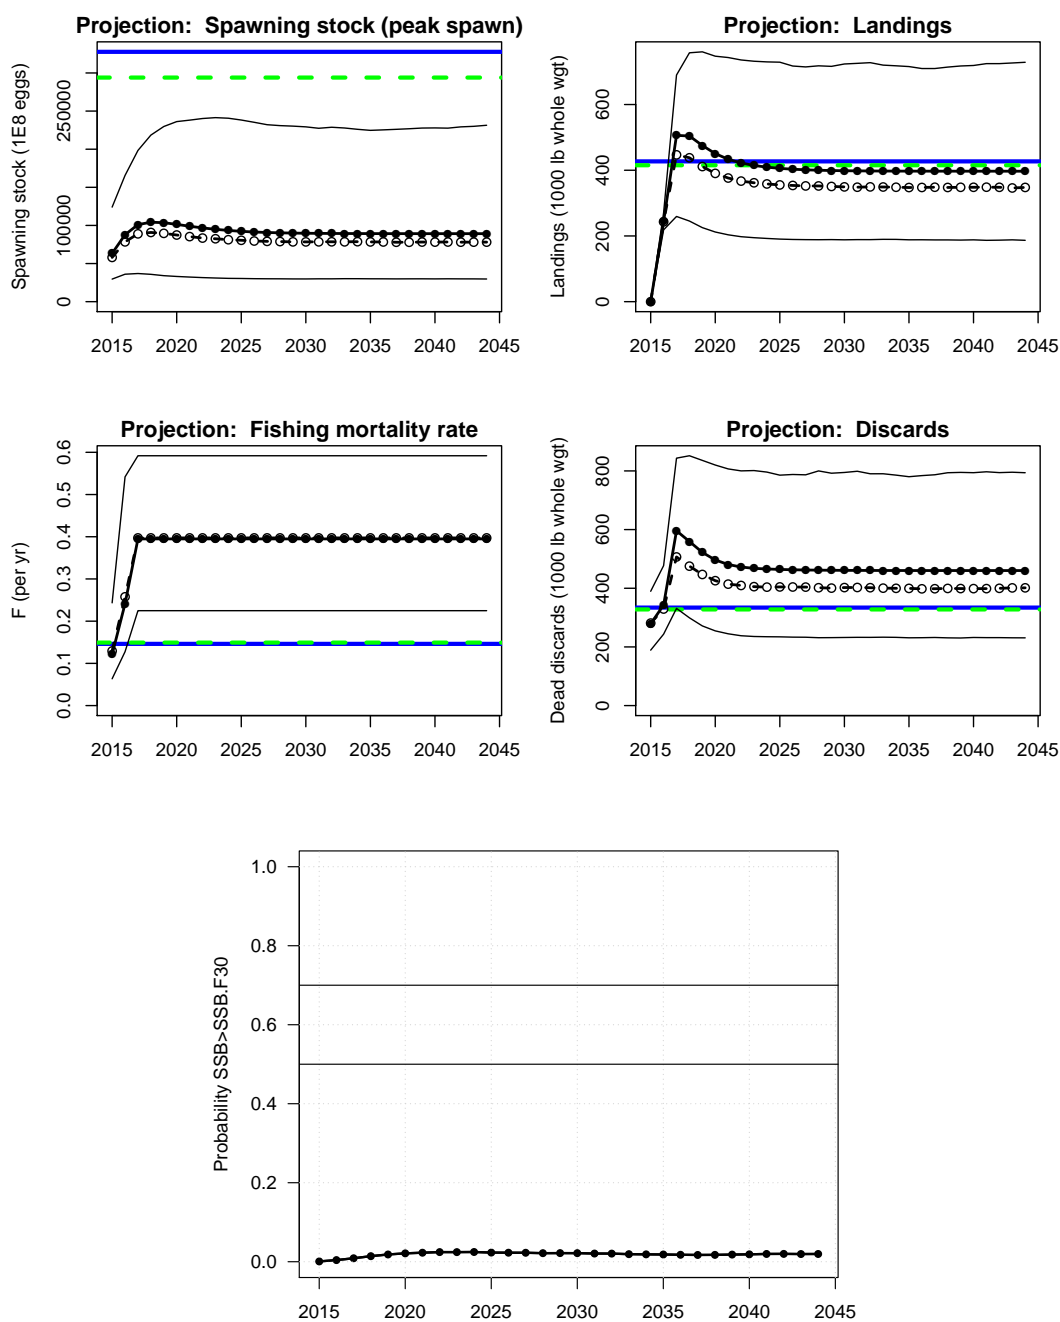 Projection:  Spawning stock (peak spawn)
Spawning stock (1E8 eggs)
250000
100000
0
2015 2020 2025 2030 2035 2040 2045
Projection:  Landings
Landings (1000 lb whole wgt)
600
400
200
0
2015 2020 2025 2030 2035 2040 2045
Projection:  Fishing mortality rate
F (per yr)
0.6
0.5
0.4
0.3
0.2
0.1
0.0
2015 2020 2025 2030 2035 2040 2045
Projection:  Discards
Dead discards (1000 lb whole wgt)
800
600
400
200
0
2015 2020 2025 2030 2035 2040 2045
Probability SSB>SSB.F30
1.0
0.8
0.6
0.4
0.2
0.0
2015 2020 2025 2030 2035 2040 2045